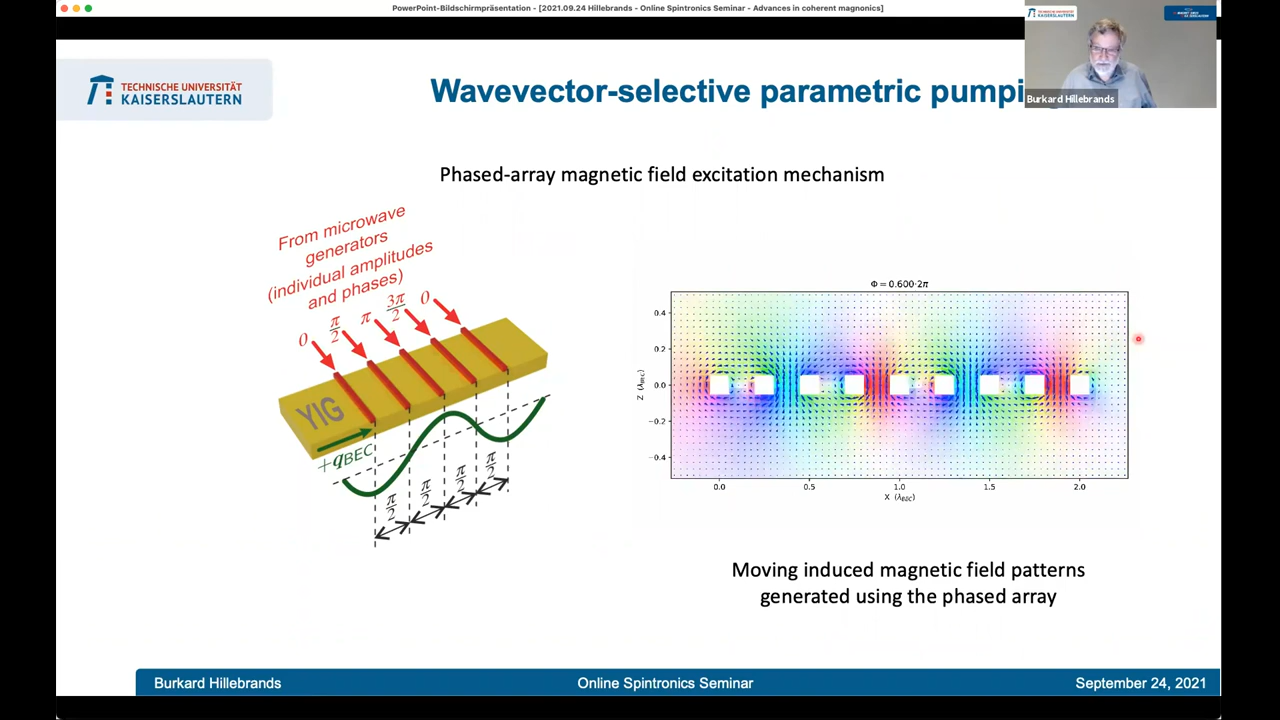 PowerPoint-Bildschirmpräsentation - [2021.09.24 Hillebrands - Online Spintronics Seminar - Advances in coherent magnonics]
TECHNISCHE UNIVERSITÄT
KAISERSLAUTERN
Wavevector-selective parametric pumpi
Burkard Hillebrands
Phased-array magnetic field excitation mechanism
From microwave
generators
(individual amplitudes
and phases)
0 π/2 π 3π/2 0
YIG
+qBEC
π/2 π/2 π/2 π/2
Φ = 0.600·2π
0.4
0.2
0.0
−0.2
−0.4
Z (λBEC)
0.0 0.5 1.0 1.5 2.0
X (λBEC)
Moving induced magnetic field patterns
generated using the phased array
Burkard Hillebrands
Online Spintronics Seminar
September 24, 2021